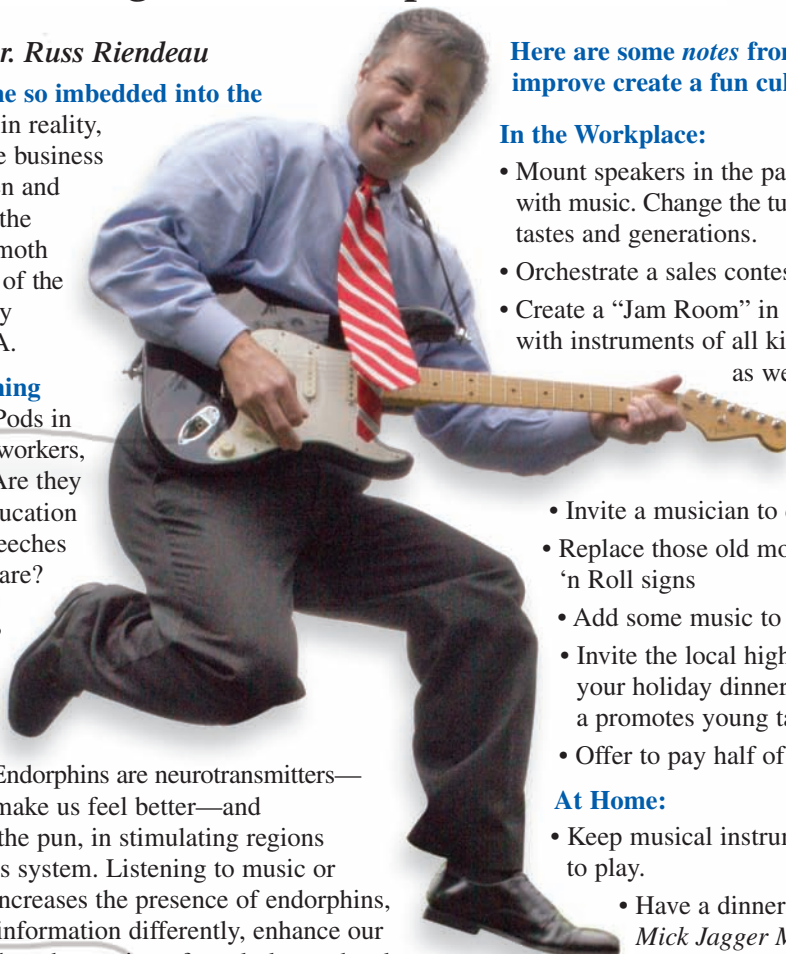 r. Russ Riendeau
ne so imbedded into the
in reality,
e business
n and
the
moth
of the
y
A.
ning
Pods in
workers,
Are they
ucation
eeches
are?
Endorphins are neurotransmitters—
make us feel better—and
the pun, in stimulating regions
s system. Listening to music or
ncreases the presence of endorphins,
information differently, enhance our
Here are some notes fro
improve create a fun cul
In the Workplace:
• Mount speakers in the pa
with music. Change the tu
tastes and generations.
• Orchestrate a sales contes
• Create a “Jam Room” in
with instruments of all ki
as we
• Invite a musician to
• Replace those old mo
‘n Roll signs
• Add some music to
• Invite the local high
your holiday dinner
a promotes young ta
• Offer to pay half of
At Home:
• Keep musical instrum
to play.
• Have a dinner
Mick Jagger M